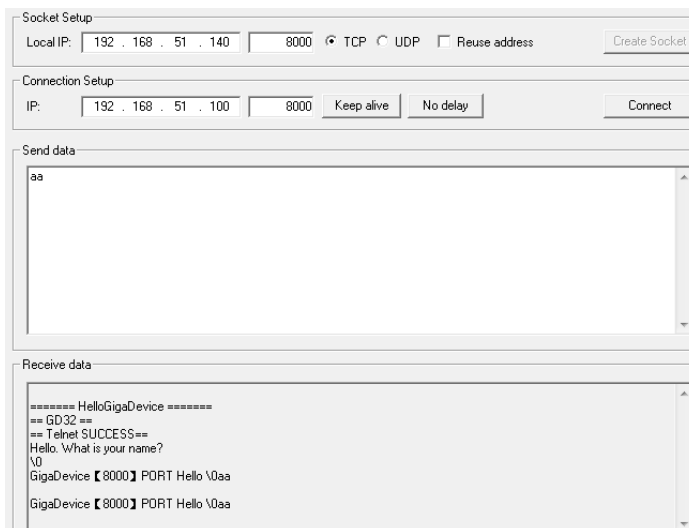 Socket Setup
Local IP: 192 . 168 . 51 . 140 8000 TCP UDP Reuse address Create Socket
Connection Setup
IP: 192 . 168 . 51 . 100 8000 Keep alive No delay Connect
Send data
aa
Receive data
======= HelloGigaDevice =======
== GD32 ==
== Telnet SUCCESS==
Hello. What is your name?
\0
GigaDevice【8000】PORT Hello \0aa
GigaDevice【8000】PORT Hello \0aa